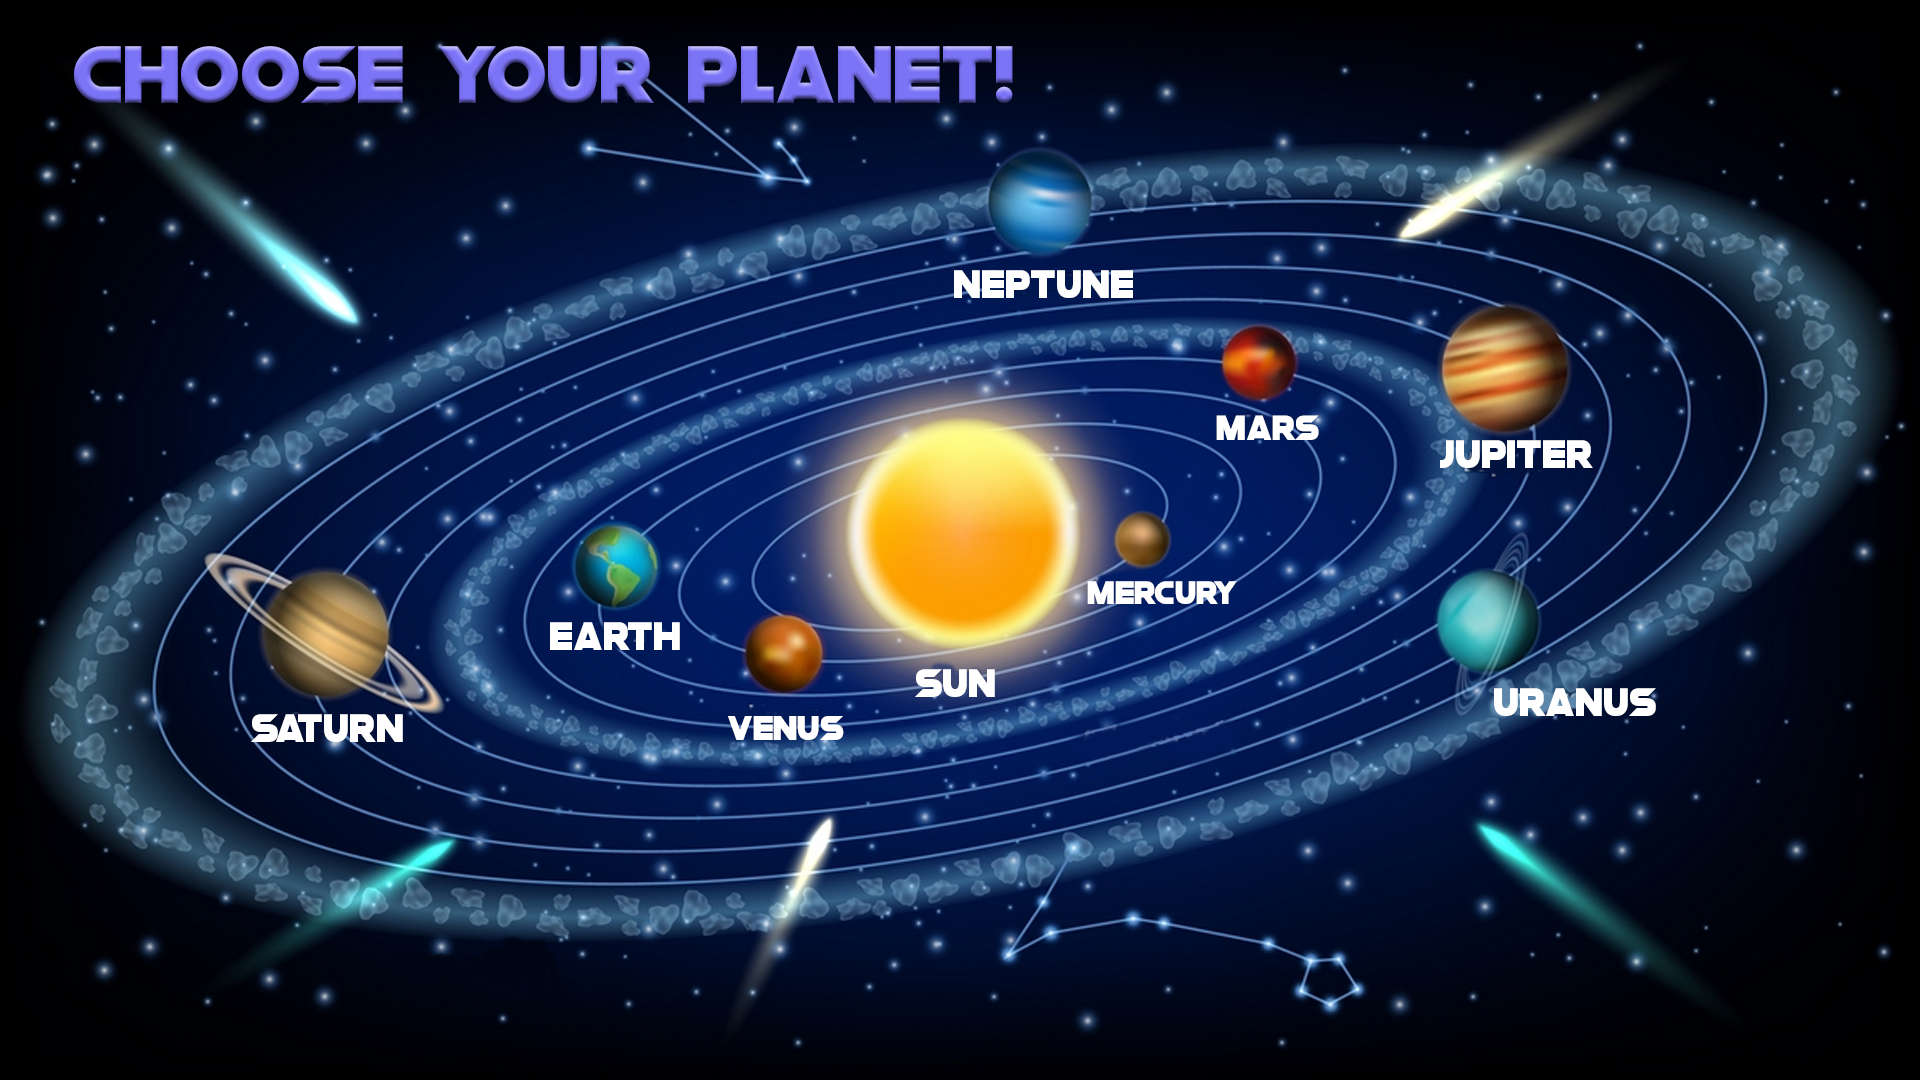 CHOOSE YOUR PLANET!
NEPTUNE
MARS
JUPITER
MERCURY
EARTH
SUN
URANUS
SATURN
VENUS